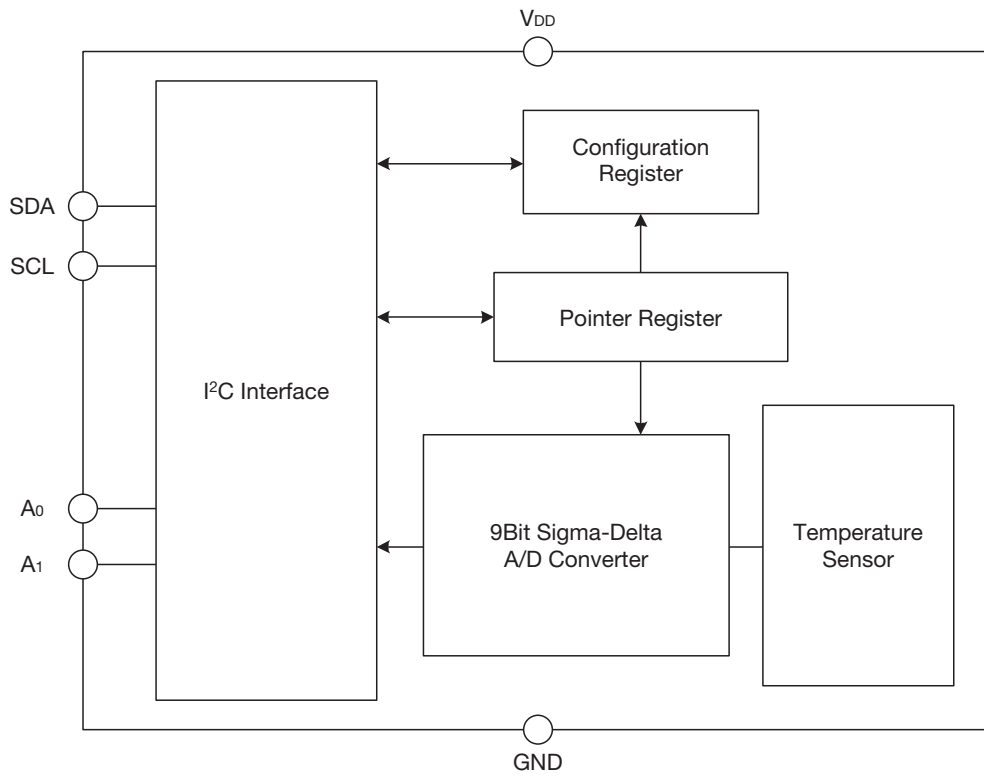 VDD
Configuration
Register
SDA
SCL
Pointer Register
I²C Interface
A0
A1
9Bit Sigma-Delta
A/D Converter
Temperature
Sensor
GND